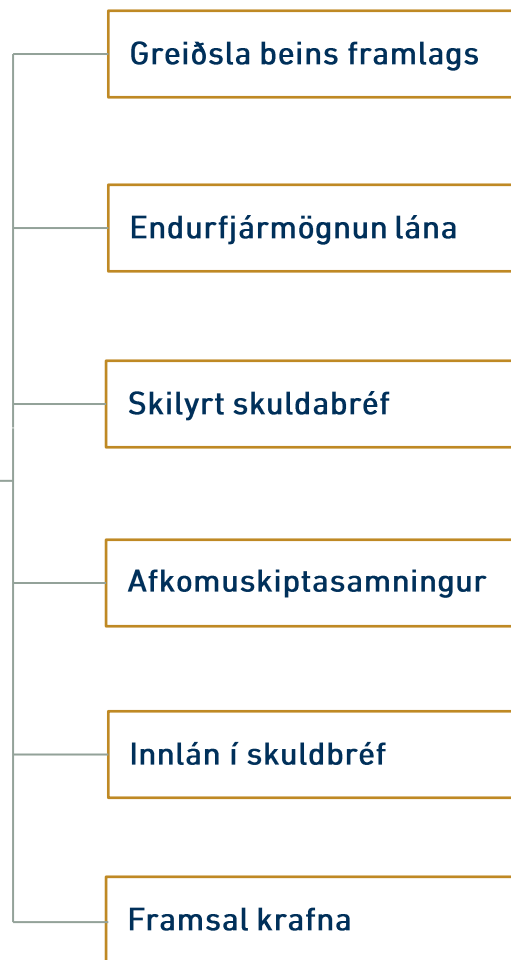 Greiðsla beins framlags
Endurfjármögnun lána
Skilyrt skuldabréf
Afkomuskiptasamningur
Innlán í skuldbréf
Framsal krafna